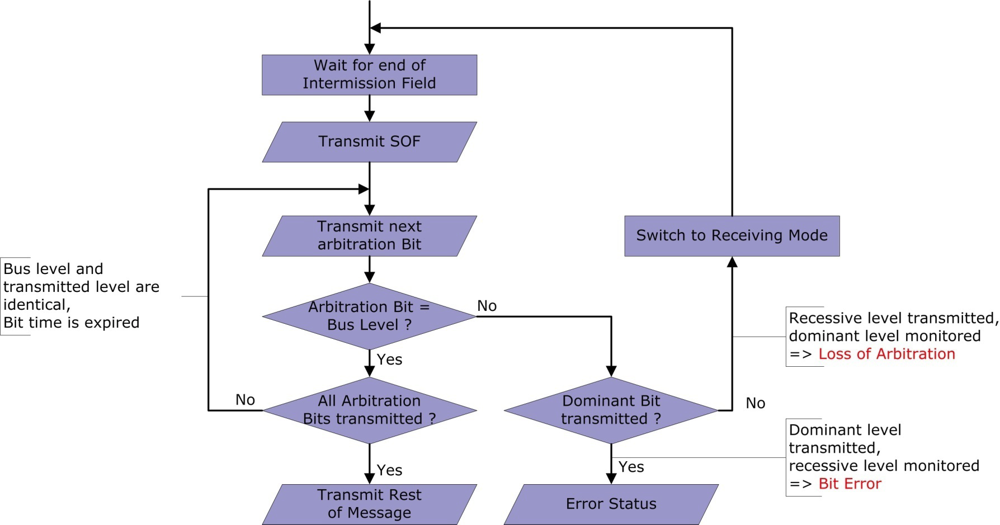 Wait for end of
Intermission Field
Transmit SOF
Transmit next
arbitration Bit
Switch to Receiving Mode
Bus level and
transmitted level are
identical,
Bit time is expired
Arbitration Bit =
Bus Level ?
No
Yes
Recessive level transmitted,
dominant level monitored
=> Loss of Arbitration
No
All Arbitration
Bits transmitted ?
Dominant Bit
transmitted ?
No
Yes
Yes
Dominant level
transmitted,
recessive level monitored
=> Bit Error
Transmit Rest
of Message
Error Status